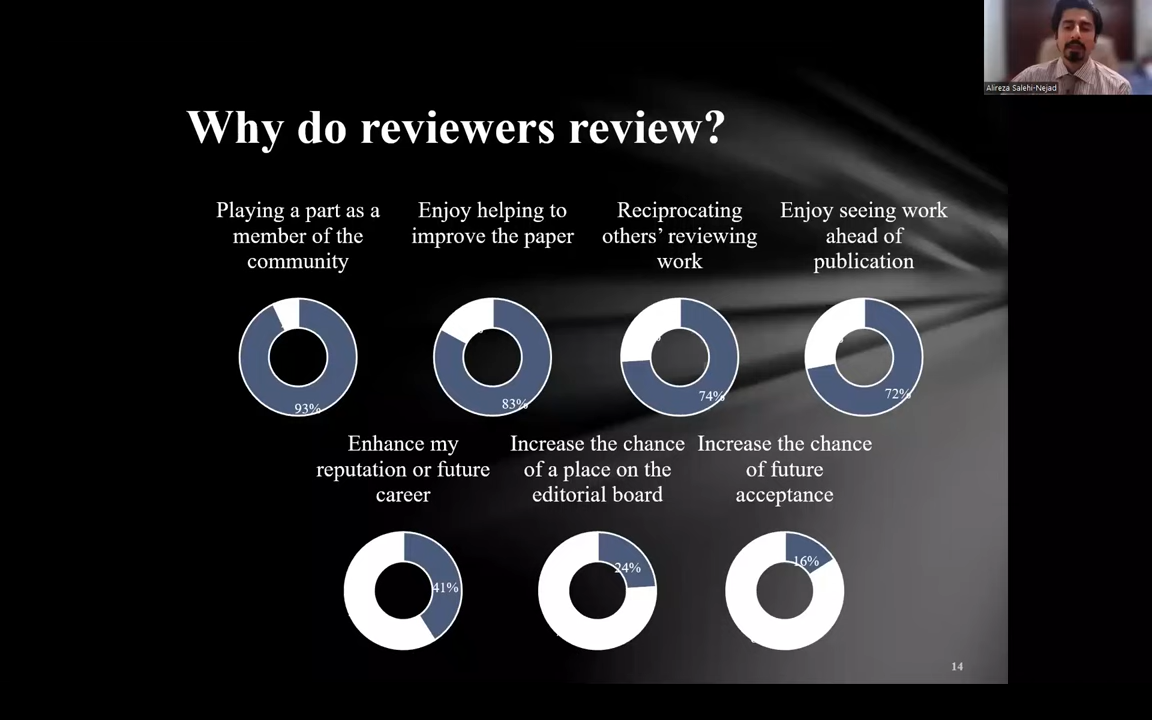 Alireza Salehi-Nejad
Why do reviewers review?
Playing a part as a
member of the
community
Enjoy helping to
improve the paper
Reciprocating
others’ reviewing
work
Enjoy seeing work
ahead of
publication
93%
83%
74%
72%
Enhance my
reputation or future
career
Increase the chance
of a place on the
editorial board
Increase the chance
of future
acceptance
41%
24%
16%
14